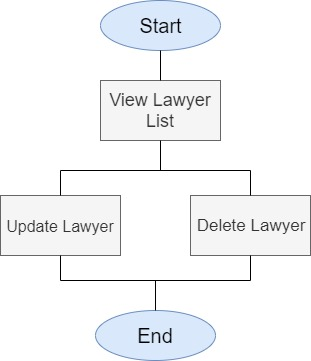 Start
View Lawyer
List
Update Lawyer
Delete Lawyer
End